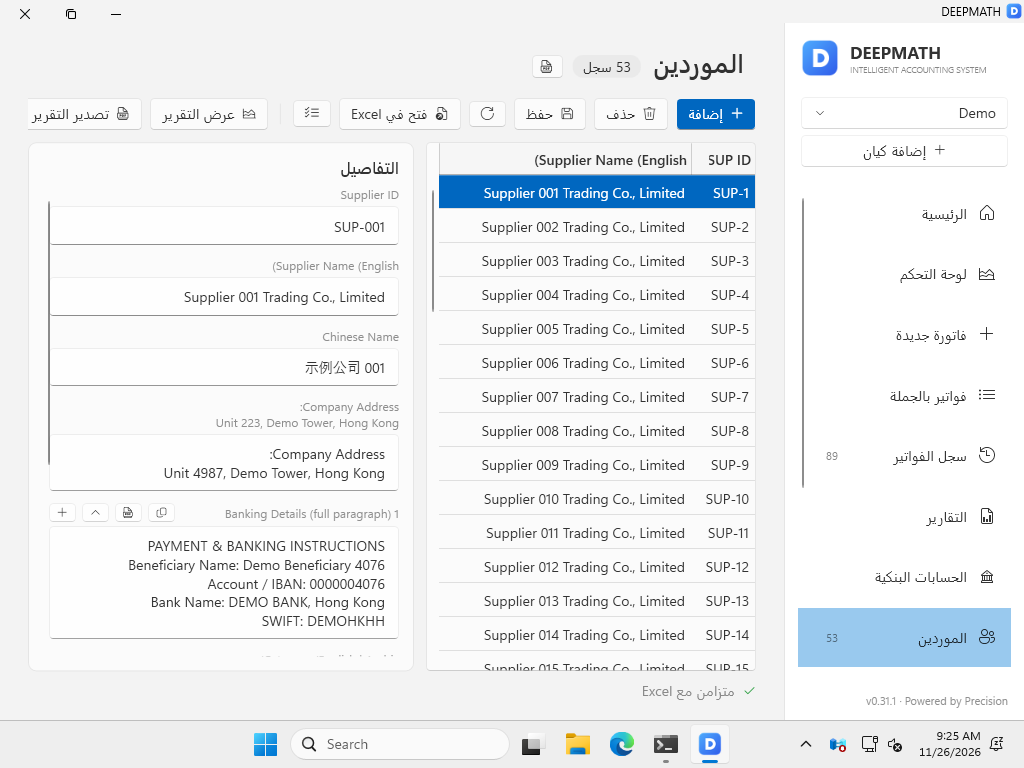 DEEPMATH
DEEPMATH
INTELLIGENT ACCOUNTING SYSTEM
Demo
إضافة كيان
الرئيسية
لوحة التحكم
فاتورة جديدة
فواتير بالجملة
سجل الفواتير 89
التقارير
الحسابات البنكية
الموردين 53
v0.31.1 · Powered by Precision
الموردين 53 سجل
إضافة
حذف
حفظ
فتح في Excel
عرض التقرير
تصدير التقرير
SUP ID
(Supplier Name (English
SUP-1 Supplier 001 Trading Co., Limited
SUP-2 Supplier 002 Trading Co., Limited
SUP-3 Supplier 003 Trading Co., Limited
SUP-4 Supplier 004 Trading Co., Limited
SUP-5 Supplier 005 Trading Co., Limited
SUP-6 Supplier 006 Trading Co., Limited
SUP-7 Supplier 007 Trading Co., Limited
SUP-8 Supplier 008 Trading Co., Limited
SUP-9 Supplier 009 Trading Co., Limited
SUP-10 Supplier 010 Trading Co., Limited
SUP-11 Supplier 011 Trading Co., Limited
SUP-12 Supplier 012 Trading Co., Limited
SUP-13 Supplier 013 Trading Co., Limited
SUP-14 Supplier 014 Trading Co., Limited
SUP-15 Supplier 015 Trading Co., Limited
متزامن مع Excel
التفاصيل
Supplier ID
SUP-001
(Supplier Name (English
Supplier 001 Trading Co., Limited
Chinese Name
示例公司 001
:Company Address
Unit 223, Demo Tower, Hong Kong
:Company Address
Unit 4987, Demo Tower, Hong Kong
Banking Details (full paragraph) 1
PAYMENT & BANKING INSTRUCTIONS
Beneficiary Name: Demo Beneficiary 4076
Account / IBAN: 0000004076
Bank Name: DEMO BANK, Hong Kong
SWIFT: DEMOHKHH
Search
9:25 AM
11/26/2026